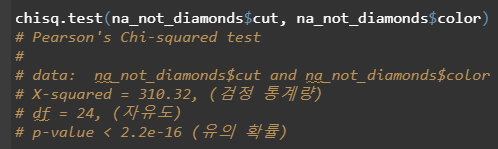 chisq.test(na_not_diamonds$cut, na_not_diamonds$color)
# Pearson's Chi-squared test
#
# data:  na_not_diamonds$cut and na_not_diamonds$color
# X-squared = 310.32, (검정 통계량)
# df = 24, (자유도)
# p-value < 2.2e-16 (유의 확률)